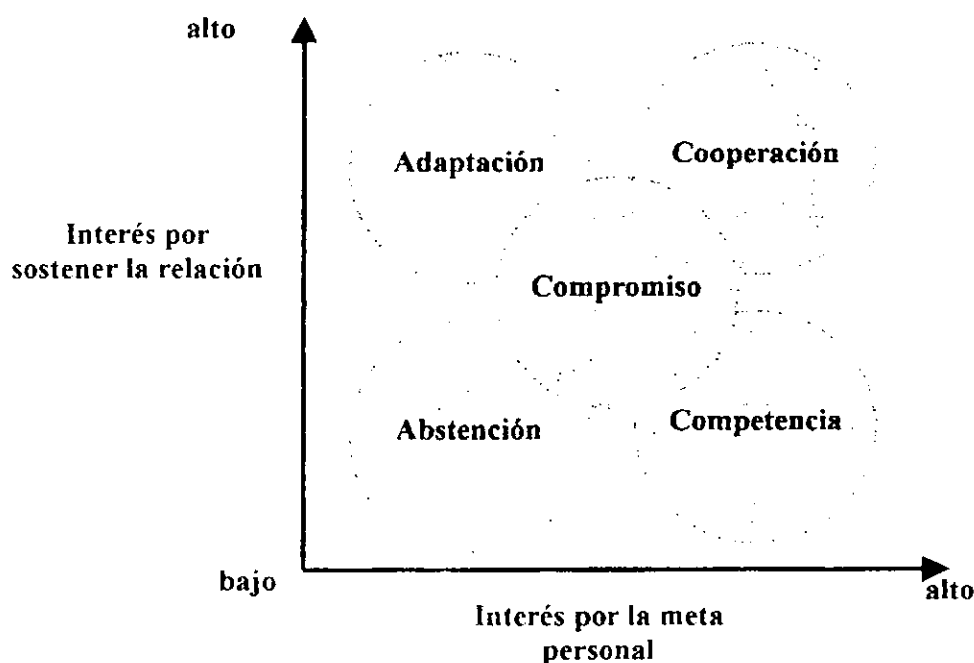 alto
Adaptación
Cooperación
Interés por
sostener la relación
Compromiso
Abstención
Competencia
bajo
alto
Interés por la meta
personal